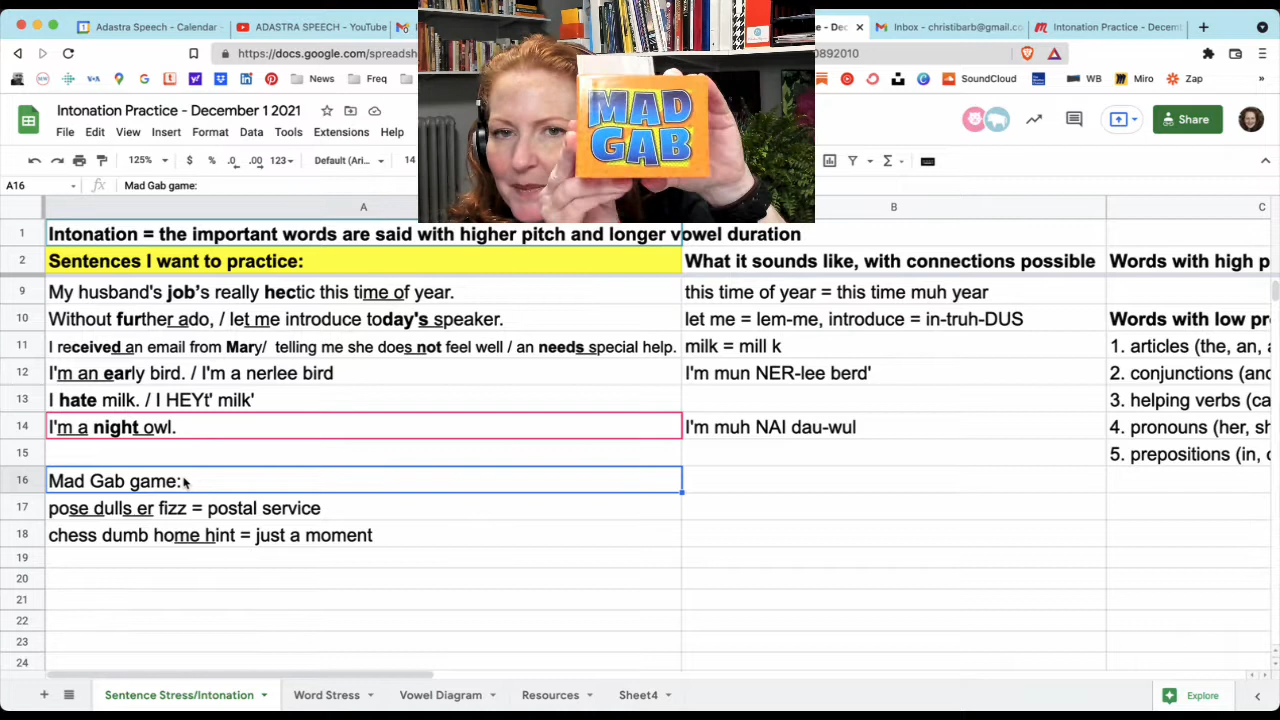 Adastra Speech - Calendar
ADASTRA SPEECH - YouTube
Inbox - christibarb@gmail.co
Intonation Practice - Decem
https://docs.google.com/spreadsh
0892010
News
Freq
SoundCloud
WB
Miro
Zap
Intonation Practice - December 1 2021
File Edit View Insert Format Data Tools Extensions Help
Share
125%
$
%
.0
.00
123
Default (Ari...
14
A16
fx
Mad Gab game:
MAD
GAB
A
B
C
1 Intonation = the important words are said with higher pitch and longer vowel duration
2 Sentences I want to practice: What it sounds like, with connections possible Words with high p
9 My husband's job's really hectic this time of year. this time of year = this time muh year
10 Without further ado, / let me introduce today's speaker. let me = lem-me, introduce = in-truh-DUS Words with low pr
11 I received an email from Mary/ telling me she does not feel well / an needs special help. milk = mill k 1. articles (the, an, a
12 I'm an early bird. / I'm a nerlee bird I'm mun NER-lee berd' 2. conjunctions (and
13 I hate milk. / I HEYt' milk' 3. helping verbs (ca
14 I'm a night owl. I'm muh NAI dau-wul 4. pronouns (her, sh
15 5. prepositions (in, o
16 Mad Gab game:
17 pose dulls er fizz = postal service
18 chess dumb home hint = just a moment
19
20
21
22
23
24
Sentence Stress/Intonation Word Stress Vowel Diagram Resources Sheet4 Explore